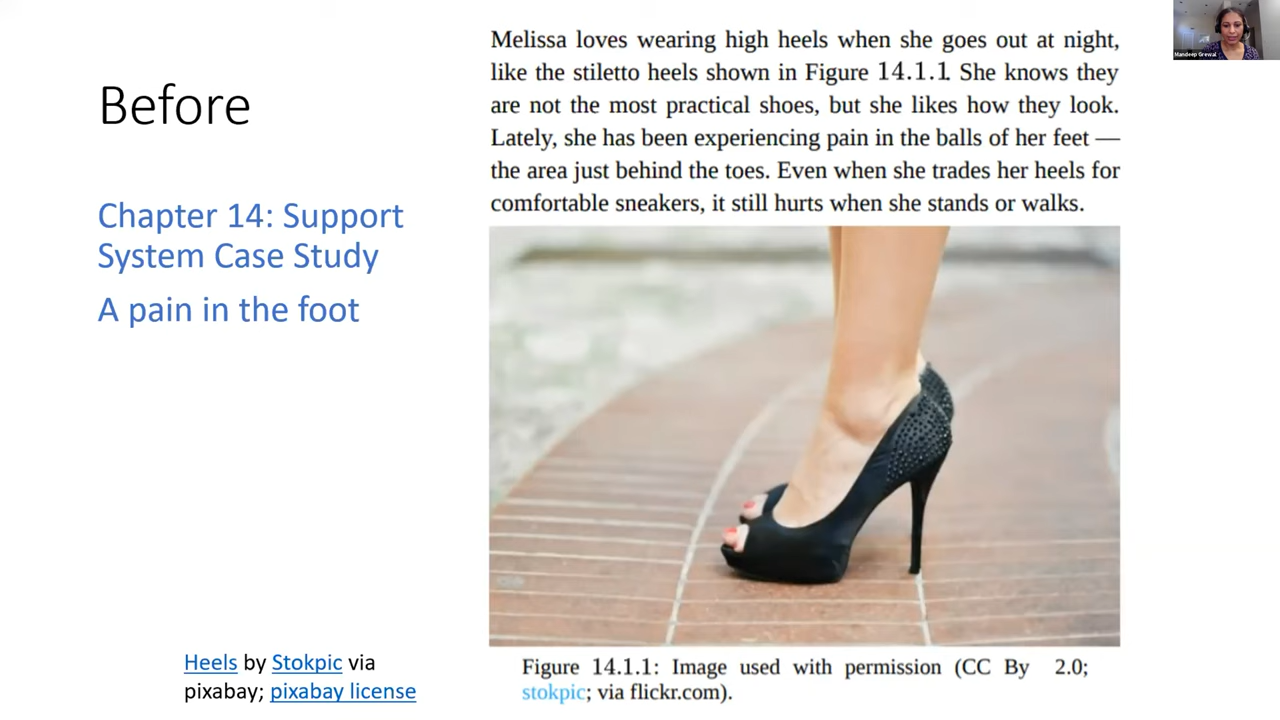 Before
Chapter 14: Support
System Case Study
A pain in the foot
Heels by Stokpic via
pixabay; pixabay license
Melissa loves wearing high heels when she goes out at night,
like the stiletto heels shown in Figure 14.1.1. She knows they
are not the most practical shoes, but she likes how they look.
Lately, she has been experiencing pain in the balls of her feet —
the area just behind the toes. Even when she trades her heels for
comfortable sneakers, it still hurts when she stands or walks.
Figure 14.1.1: Image used with permission (CC By 2.0;
stokpic; via flickr.com).
Mandeep Grewal